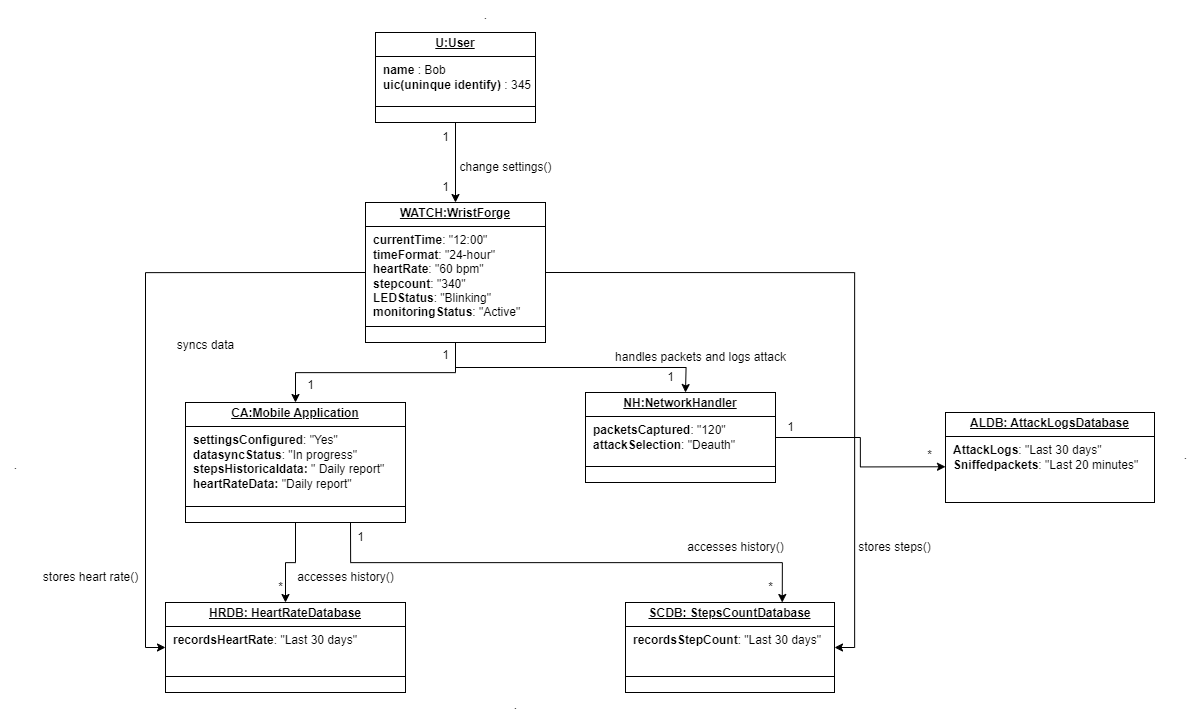 U:User
name : Bob
uic(uninque identify) : 345
1
change settings()
1
WATCH:WristForge
currentTime: "12:00"
timeFormat: "24-hour"
heartRate: "60 bpm"
stepcount: "340"
LEDStatus: "Blinking"
monitoringStatus: "Active"
syncs data
1
handles packets and logs attack
1
1
CA:Mobile Application
settingsConfigured: "Yes"
datasyncStatus: "In progress"
stepsHistoricaldata: " Daily report"
heartRateData: "Daily report"
NH:NetworkHandler
packetsCaptured: "120"
attackSelection: "Deauth"
1
*
ALDB: AttackLogsDatabase
AttackLogs: "Last 30 days"
Sniffedpackets: "Last 20 minutes"
1
accesses history()
stores steps()
stores heart rate()
*
accesses history()
*
HRDB: HeartRateDatabase
recordsHeartRate: "Last 30 days"
SCDB: StepsCountDatabase
recordsStepCount: "Last 30 days"